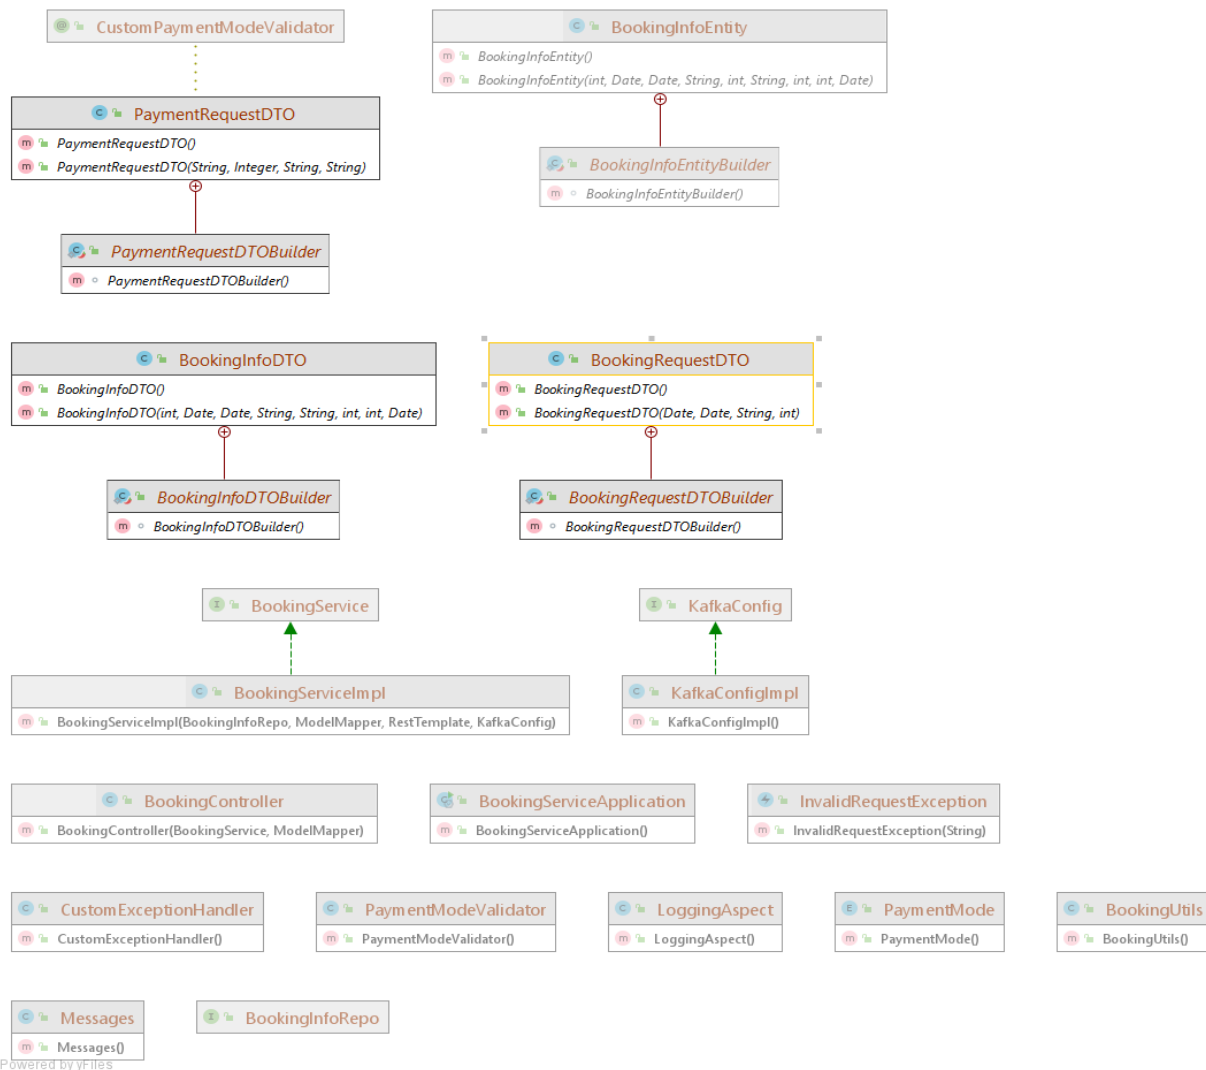 CustomPaymentModeValidator
BookingInfoEntity
BookingInfoEntity()
BookingInfoEntity(int, Date, Date, String, int, String, int, int, Date)
PaymentRequestDTO
PaymentRequestDTO()
PaymentRequestDTO(String, Integer, String, String)
BookingInfoEntityBuilder
BookingInfoEntityBuilder()
PaymentRequestDTOBuilder
PaymentRequestDTOBuilder()
BookingInfoDTO
BookingInfoDTO()
BookingInfoDTO(int, Date, Date, String, String, int, int, Date)
BookingRequestDTO
BookingRequestDTO()
BookingRequestDTO(Date, Date, String, int)
BookingInfoDTOBuilder
BookingInfoDTOBuilder()
BookingRequestDTOBuilder
BookingRequestDTOBuilder()
BookingService
KafkaConfig
BookingServiceImpl
BookingServiceImpl(BookingInfoRepo, ModelMapper, RestTemplate, KafkaConfig)
KafkaConfigImpl
KafkaConfigImpl()
BookingController
BookingController(BookingService, ModelMapper)
BookingServiceApplication
BookingServiceApplication()
InvalidRequestException
InvalidRequestException(String)
CustomExceptionHandler
CustomExceptionHandler()
PaymentModeValidator
PaymentModeValidator()
LoggingAspect
LoggingAspect()
PaymentMode
PaymentMode()
BookingUtils
BookingUtils()
Messages
Messages()
BookingInfoRepo
Powered by yFiles